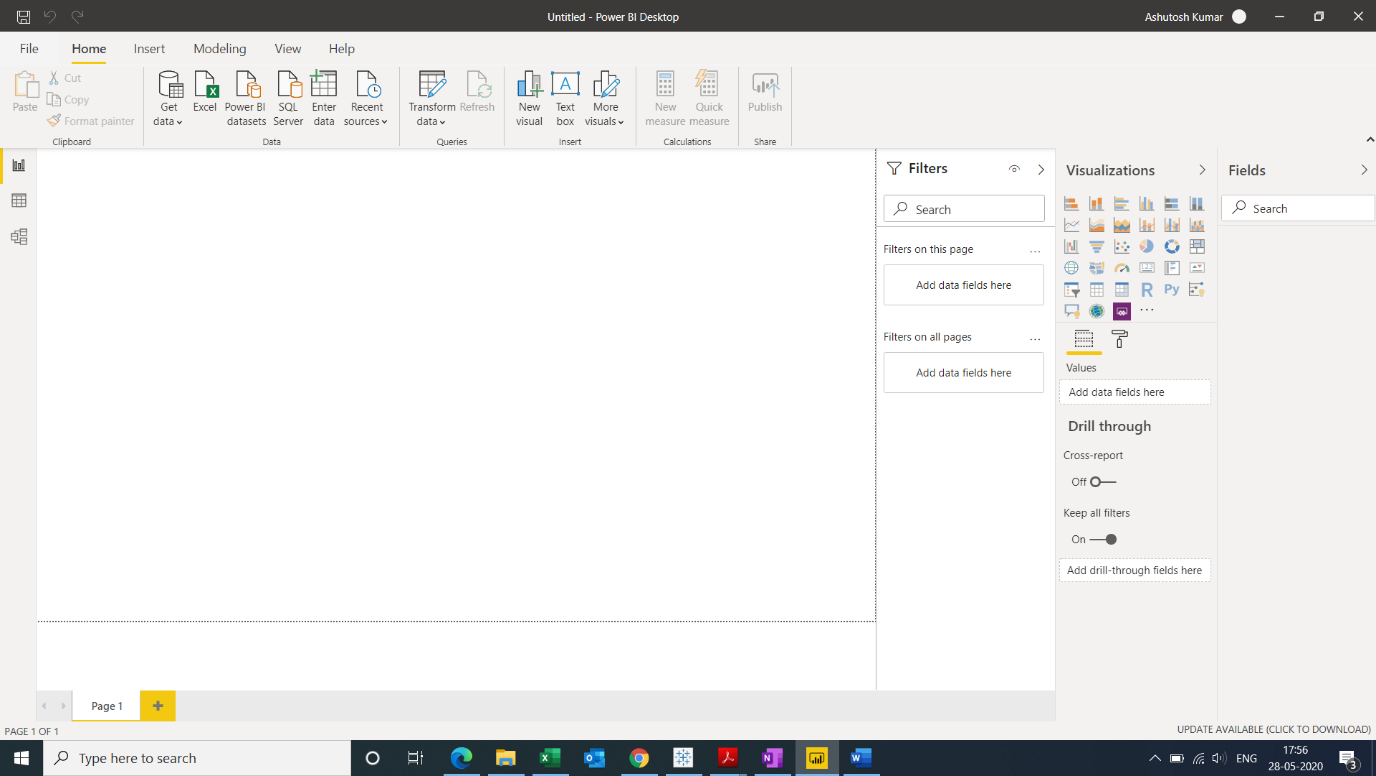 Untitled - Power BI Desktop
Ashutosh Kumar
File Home Insert Modeling View Help
Paste
Cut
Copy
Format painter
Clipboard
Get data
Excel
Power BI datasets
SQL Server
Enter data
Recent sources
Data
Transform data
Refresh
Queries
New visual
A
Text box
More visuals
Insert
New measure
Quick measure
Calculations
Publish
Share
Filters
Search
Filters on this page ...
Add data fields here
Filters on all pages ...
Add data fields here
Visualizations
R Py
...
Values
Add data fields here
Drill through
Cross-report
Off
Keep all filters
On
Add drill-through fields here
Fields
Search
Page 1
PAGE 1 OF 1
UPDATE AVAILABLE (CLICK TO DOWNLOAD)
Type here to search
ENG
17:56
28-05-2020
3